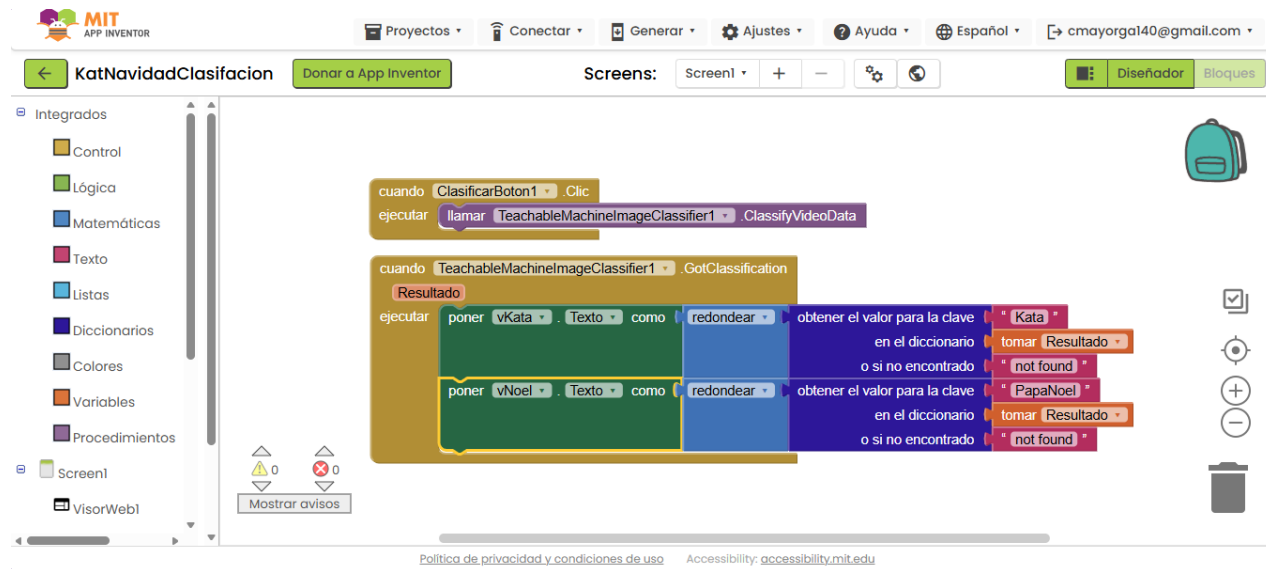 MIT
APP INVENTOR
Proyectos
Conectar
Generar
Ajustes
Ayuda
Español
cmayorga140@gmail.com
KatNavidadClasifacion
Donar a App Inventor
Screens:
Screen1
Diseñador
Bloques
Integrados
Control
Lógica
Matemáticas
Texto
Listas
Diccionarios
Colores
Variables
Procedimientos
Screen1
VisorWeb1
cuando ClasificarBoton1 .Clic
ejecutar llamar TeachableMachineImageClassifier1 .ClassifyVideoData
cuando TeachableMachineImageClassifier1 .GotClassification
Resultado
ejecutar poner vKata . Texto como redondear obtener el valor para la clave " Kata "
en el diccionario tomar Resultado
o si no encontrado " not found "
poner vNoel . Texto como redondear obtener el valor para la clave " PapaNoel "
en el diccionario tomar Resultado
o si no encontrado " not found "
0 0
Mostrar avisos
Política de privacidad y condiciones de uso Accessibility: accessibility.mit.edu